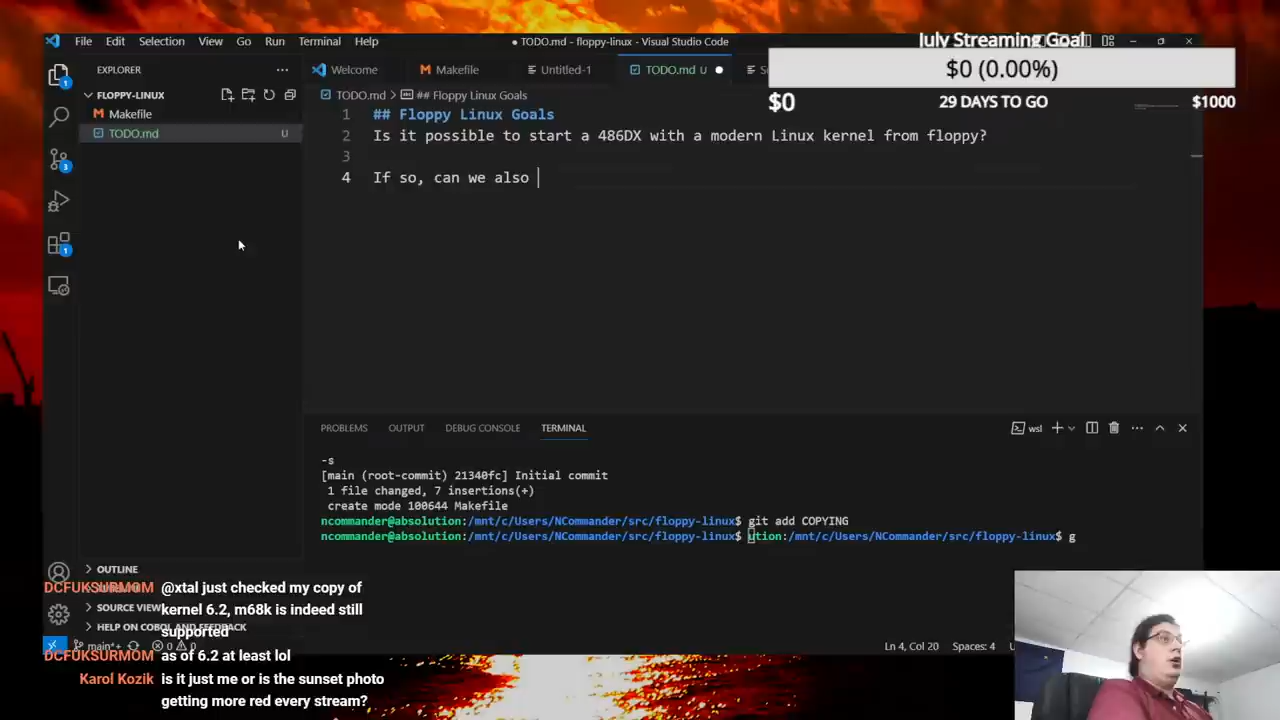 File Edit Selection View Go Run Terminal Help
● TODO.md - floppy-linux - Visual Studio Code
July Streaming Goal
$0 (0.00%)
$0 29 DAYS TO GO $1000
EXPLORER
Welcome
Makefile
Untitled-1
TODO.md U
FLOPPY-LINUX
Makefile
TODO.md U
TODO.md > ## Floppy Linux Goals
1 ## Floppy Linux Goals
2 Is it possible to start a 486DX with a modern Linux kernel from floppy?
3
4 If so, can we also
PROBLEMS OUTPUT DEBUG CONSOLE TERMINAL
wsl
-s
[main (root-commit) 21340fc] Initial commit
1 file changed, 7 insertions(+)
create mode 100644 Makefile
ncommander@absolution:/mnt/c/Users/NCommander/src/floppy-linux$ git add COPYING
ncommander@absolution:/mnt/c/Users/NCommander/src/floppy-linux$ ution:/mnt/c/Users/NCommander/src/floppy-linux$ g
OUTLINE
SOURCE VIEW
HELP ON COBOL AND FEEDBACK
main*+ 0 0
Ln 4, Col 20 Spaces: 4
DCFUKSURMOM @xtal just checked my copy of
kernel 6.2, m68k is indeed still
supported
DCFUKSURMOM as of 6.2 at least lol
Karol Kozik is it just me or is the sunset photo
getting more red every stream?